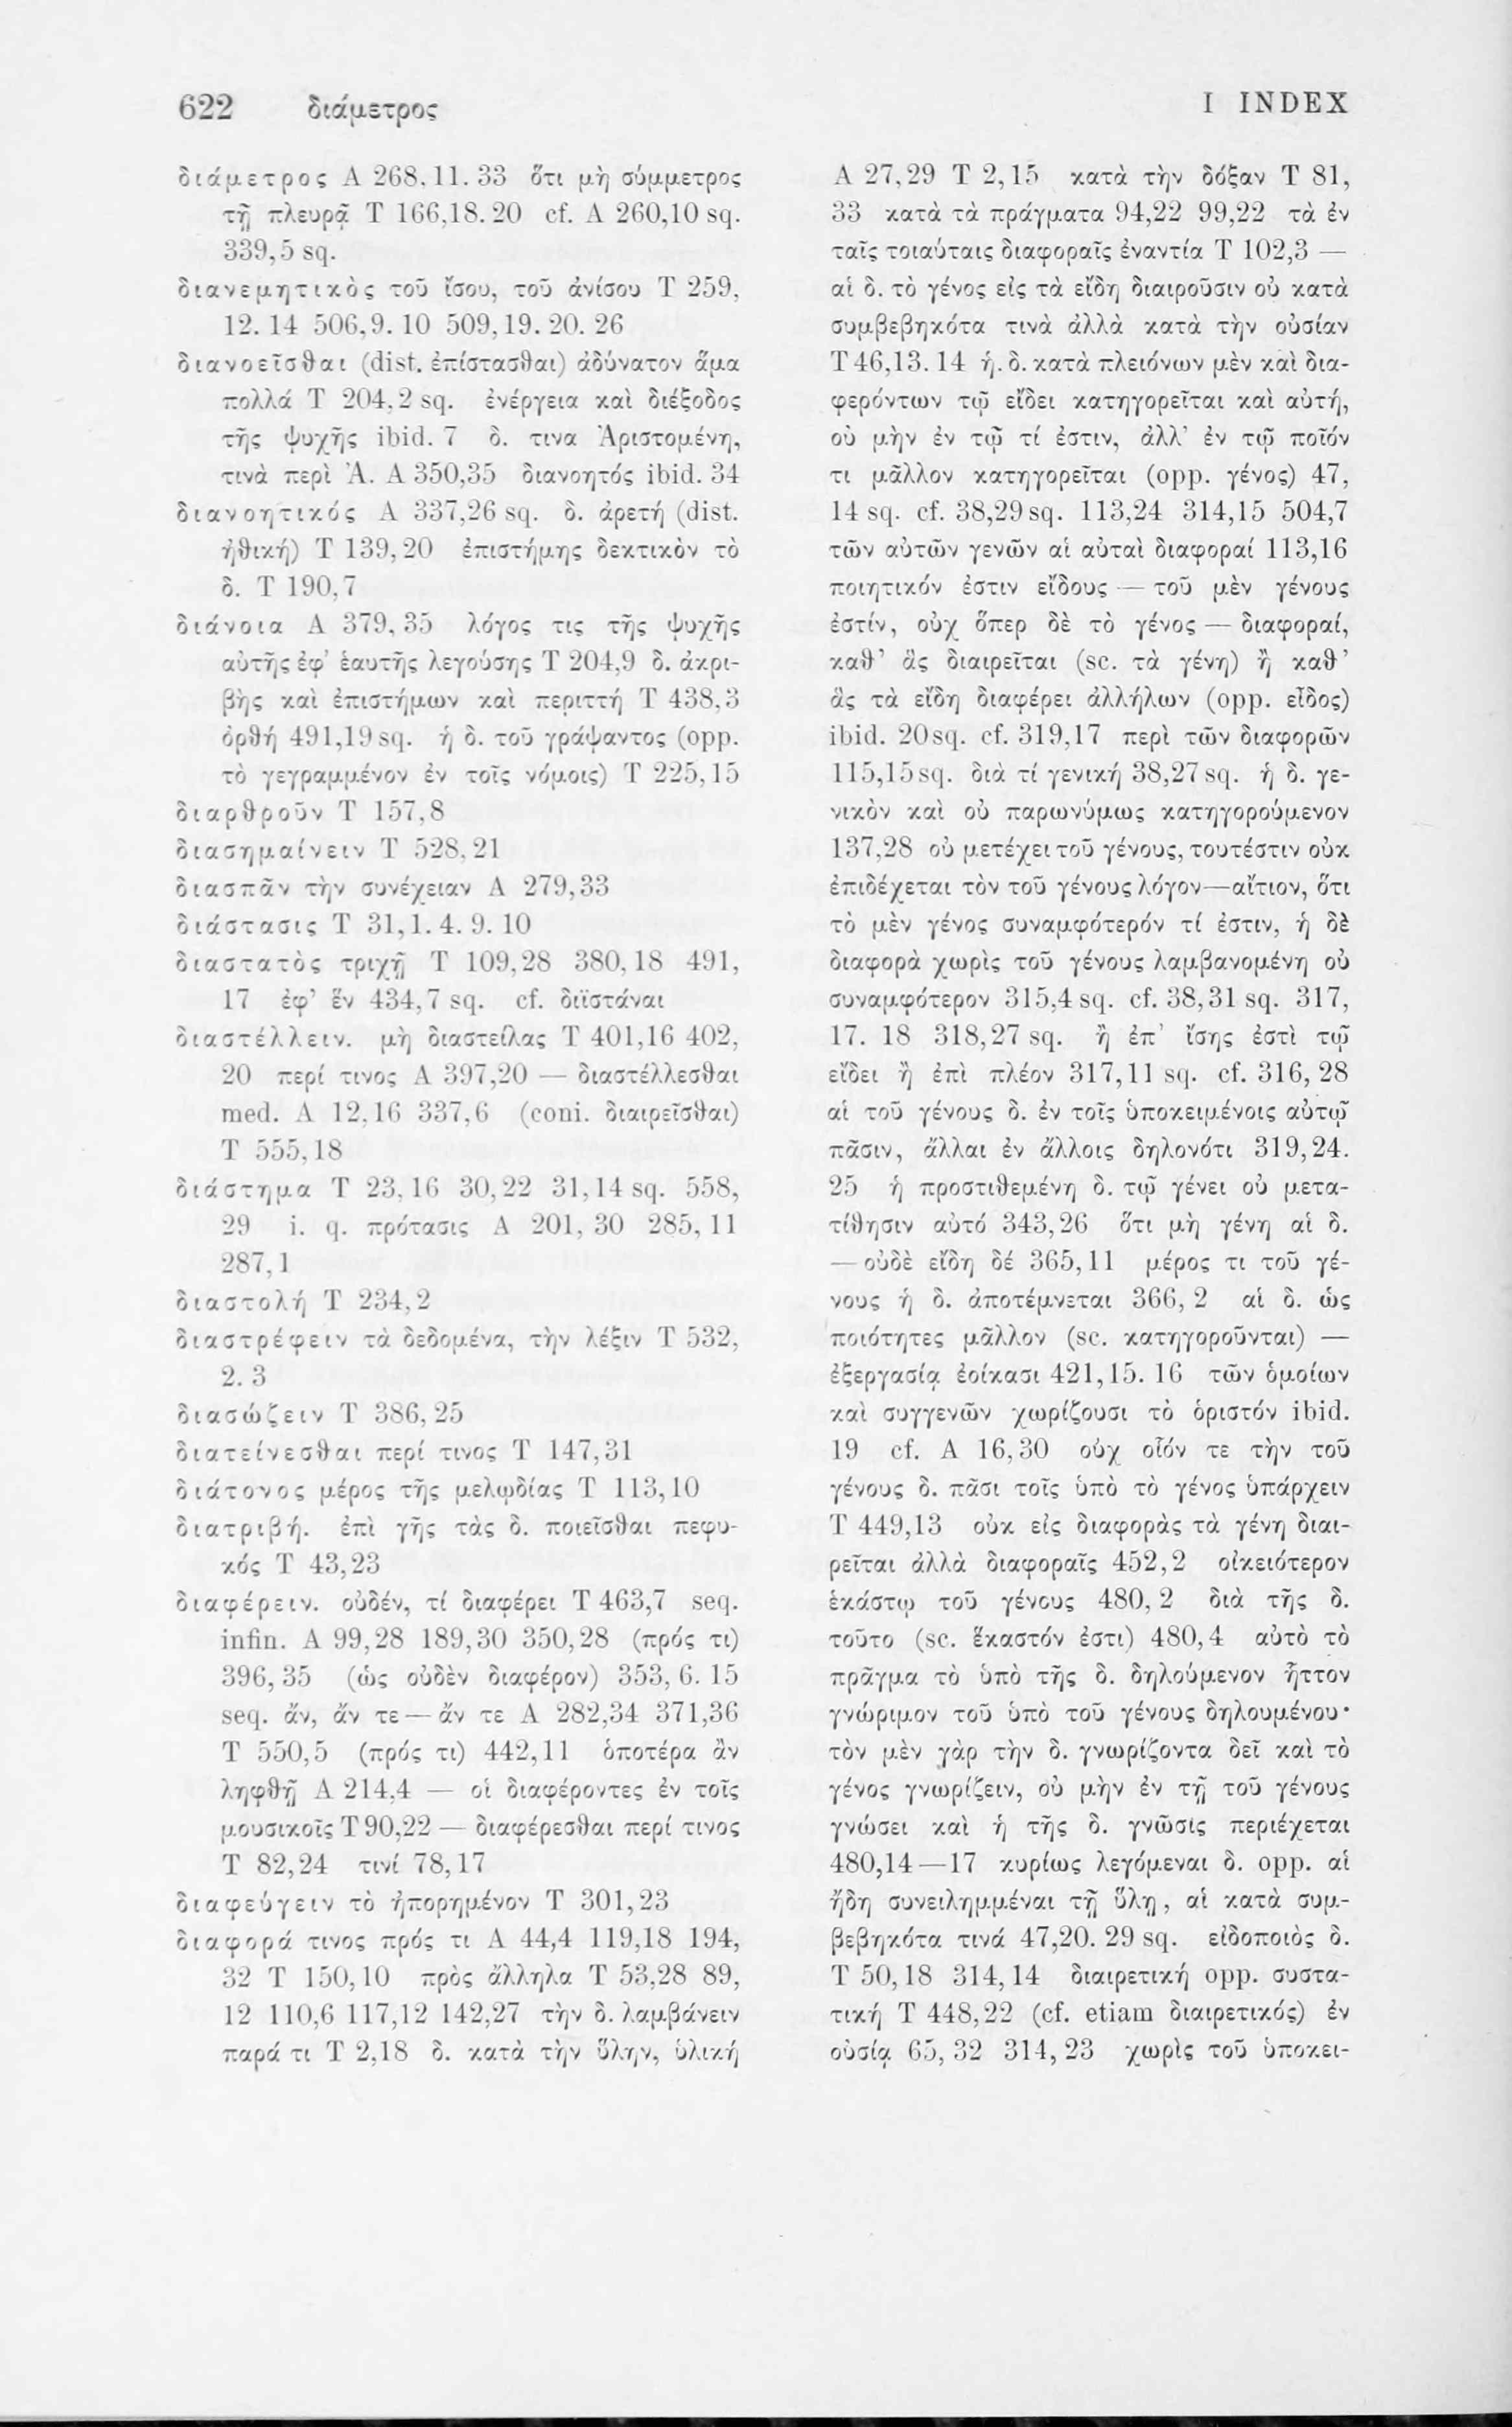 622 διάμετρος
I INDEX
διάμετρος A 268,11. 33 ὅτι μὴ σύμμετρος
τῇ πλευρᾷ T 166,18. 20 cf. A 260,10 sq.
339,5 sq.
διανεμητικὸς τοῦ ἴσου, τοῦ ἀνίσου T 259,
12. 14 506,9. 10 509,19. 20. 26
διανοεῖσθαι (dist. ἐπίστασθαι) ἀδύνατον ἅμα
πολλά T 204,2 sq. ἐνέργεια καὶ διέξοδος
τῆς ψυχῆς ibid. 7 δ. τινα Ἀριστομένη,
τινὰ περὶ Ἀ. A 350,35 διανοητός ibid. 34
διανοητικός A 337,26 sq. δ. ἀρετή (dist.
ἠθική) T 139,20 ἐπιστήμης δεκτικὸν τὸ
δ. T 190,7
διάνοια A 379,35 λόγος τις τῆς ψυχῆς
αὐτῆς ἐφ’ ἑαυτῆς λεγούσης T 204,9 δ. ἀκρι-
βὴς καὶ ἐπιστήμων καὶ περιττή T 438,3
ὀρθή 491,19 sq. ἡ δ. τοῦ γράψαντος (opp.
τὸ γεγραμμένον ἐν τοῖς νόμοις) T 225,15
διαρθροῦν T 157,8
διασημαίνειν T 528,21
διασπᾶν τὴν συνέχειαν A 279,33
διάστασις T 31,1. 4. 9. 10
διαστατὸς τριχῇ T 109,28 380,18 491,
17 ἐφ’ ἕν 434,7 sq. cf. διϊστάναι
διαστέλλειν. μὴ διαστείλας T 401,16 402,
20 περί τινος A 397,20 — διαστέλλεσθαι
med. A 12,16 337,6 (coni. διαιρεῖσθαι)
T 555,18
διάστημα T 23,16 30,22 31,14 sq. 558,
29 i. q. πρότασις A 201,30 285,11
287,1
διαστολή T 234,2
διαστρέφειν τὰ δεδομένα, τὴν λέξιν T 532,
2. 3
διασώζειν T 386,25
διατείνεσθαι περί τινος T 147,31
διάτονος μέρος τῆς μελῳδίας T 113,10
διατριβή. ἐπὶ γῆς τὰς δ. ποιεῖσθαι πεφυ-
κός T 43,23
διαφέρειν. οὐδέν, τί διαφέρει T 463,7 seq.
infin. A 99,28 189,30 350,28 (πρός τι)
396,35 (ὡς οὐδὲν διαφέρον) 353,6. 15
seq. ἄν, ἄν τε — ἄν τε A 282,34 371,36
T 550,5 (πρός τι) 442,11 ὁποτέρα ἂν
ληφθῇ A 214,4 — οἱ διαφέροντες ἐν τοῖς
μουσικοῖς T 90,22 — διαφέρεσθαι περί τινος
T 82,24 τινί 78,17
διαφεύγειν τὸ ἠπορημένον T 301,23
διαφορά τινος πρός τι A 44,4 119,18 194,
32 T 150,10 πρὸς ἄλληλα T 53,28 89,
12 110,6 117,12 142,27 τὴν δ. λαμβάνειν
παρά τι T 2,18 δ. κατὰ τὴν ὕλην, ὑλική
A 27,29 T 2,15 κατὰ τὴν δόξαν T 81,
33 κατὰ τὰ πράγματα 94,22 99,22 τὰ ἐν
ταῖς τοιαύταις διαφοραῖς ἐναντία T 102,3 —
αἱ δ. τὸ γένος εἰς τὰ εἴδη διαιροῦσιν οὐ κατὰ
συμβεβηκότα τινὰ ἀλλὰ κατὰ τὴν οὐσίαν
T 46,13. 14 ἡ. δ. κατὰ πλειόνων μὲν καὶ δια-
φερόντων τῷ εἴδει κατηγορεῖται καὶ αὐτή,
οὐ μὴν ἐν τῷ τί ἐστιν, ἀλλ’ ἐν τῷ ποῖόν
τι μᾶλλον κατηγορεῖται (opp. γένος) 47,
14 sq. cf. 38,29 sq. 113,24 314,15 504,7
τῶν αὐτῶν γενῶν αἱ αὐταὶ διαφοραί 113,16
ποιητικόν ἐστιν εἴδους — τοῦ μὲν γένους
ἐστίν, οὐχ ὅπερ δὲ τὸ γένος — διαφοραί,
καθ’ ἃς διαιρεῖται (sc. τὰ γένη) ἢ καθ’
ἃς τὰ εἴδη διαφέρει ἀλλήλων (opp. εἶδος)
ibid. 20 sq. cf. 319,17 περὶ τῶν διαφορῶν
115,15 sq. διὰ τί γενική 38,27 sq. ἡ δ. γε-
νικὸν καὶ οὐ παρωνύμως κατηγορούμενον
137,28 οὐ μετέχει τοῦ γένους, τουτέστιν οὐκ
ἐπιδέχεται τὸν τοῦ γένους λόγον—αἴτιον, ὅτι
τὸ μὲν γένος συναμφότερόν τί ἐστιν, ἡ δὲ
διαφορὰ χωρὶς τοῦ γένους λαμβανομένη οὐ
συναμφότερον 315,4 sq. cf. 38,31 sq. 317,
17. 18 318,27 sq. ἢ ἐπ’ ἴσης ἐστὶ τῷ
εἴδει ἢ ἐπὶ πλέον 317,11 sq. cf. 316,28
αἱ τοῦ γένους δ. ἐν τοῖς ὑποκειμένοις αὐτῷ
πᾶσιν, ἄλλαι ἐν ἄλλοις δηλονότι 319,24.
25 ἡ προστιθεμένη δ. τῷ γένει οὐ μετα-
τίθησιν αὐτό 343,26 ὅτι μὴ γένη αἱ δ.
— οὐδὲ εἴδη δέ 365,11 μέρος τι τοῦ γέ-
νους ἡ δ. ἀποτέμνεται 366,2 αἱ δ. ὡς
ποιότητες μᾶλλον (sc. κατηγοροῦνται) —
ἐξεργασίᾳ ἐοίκασι 421,15. 16 τῶν ὁμοίων
καὶ συγγενῶν χωρίζουσι τὸ ὁριστόν ibid.
19 cf. A 16,30 οὐχ οἷόν τε τὴν τοῦ
γένους δ. πᾶσι τοῖς ὑπὸ τὸ γένος ὑπάρχειν
T 449,13 οὐκ εἰς διαφορὰς τὰ γένη διαι-
ρεῖται ἀλλὰ διαφοραῖς 452,2 οἰκειότερον
ἑκάστῳ τοῦ γένους 480,2 διὰ τῆς δ.
τοῦτο (sc. ἕκαστόν ἐστι) 480,4 αὐτὸ τὸ
πρᾶγμα τὸ ὑπὸ τῆς δ. δηλούμενον ἧττον
γνώριμον τοῦ ὑπὸ τοῦ γένους δηλουμένου·
τὸν μὲν γὰρ τὴν δ. γνωρίζοντα δεῖ καὶ τὸ
γένος γνωρίζειν, οὐ μὴν ἐν τῇ τοῦ γένους
γνώσει καὶ ἡ τῆς δ. γνῶσις περιέχεται
480,14—17 κυρίως λεγόμεναι δ. opp. αἱ
ἤδη συνειλημμέναι τῇ ὕλῃ, αἱ κατὰ συμ-
βεβηκότα τινά 47,20. 29 sq. εἰδοποιὸς δ.
T 50,18 314,14 διαιρετική opp. συστα-
τική T 448,22 (cf. etiam διαιρετικός) ἐν
οὐσίᾳ 65,32 314,23 χωρὶς τοῦ ὑποκει-